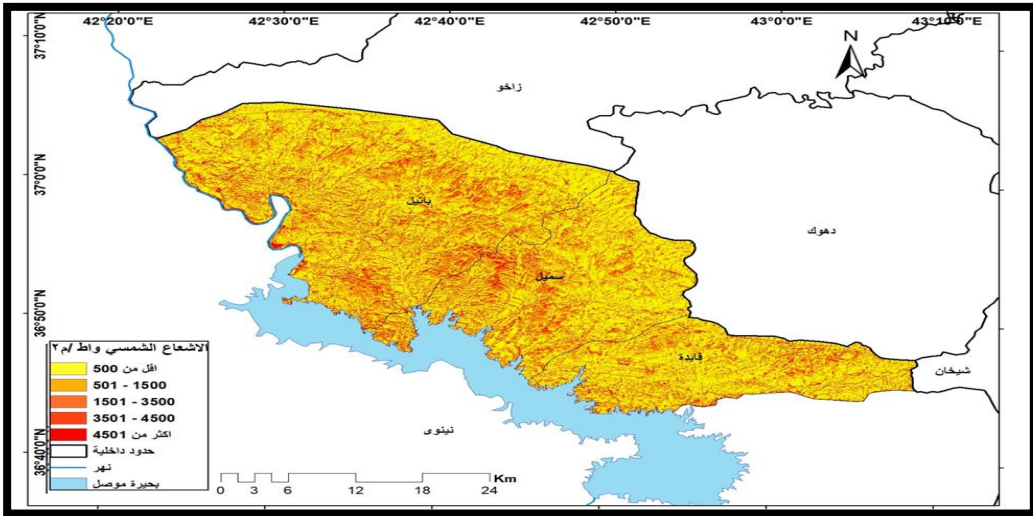 42°20'0"E 42°30'0"E 42°40'0"E 42°50'0"E 43°0'0"E 43°10'0"E
37°10'0"N
37°0'0"N
36°50'0"N
36°40'0"N
N
زاخو
باتيل
دهوك
سميل
فايدة
شيخان
نينوى
الاشعاع الشمسي واط /م٢
اقل من 500
501 - 1500
1501 - 3500
3501 - 4500
اكثر من 4501
حدود داخلية
نهر
بحيرة موصل
Km
0 3 6 12 18 24